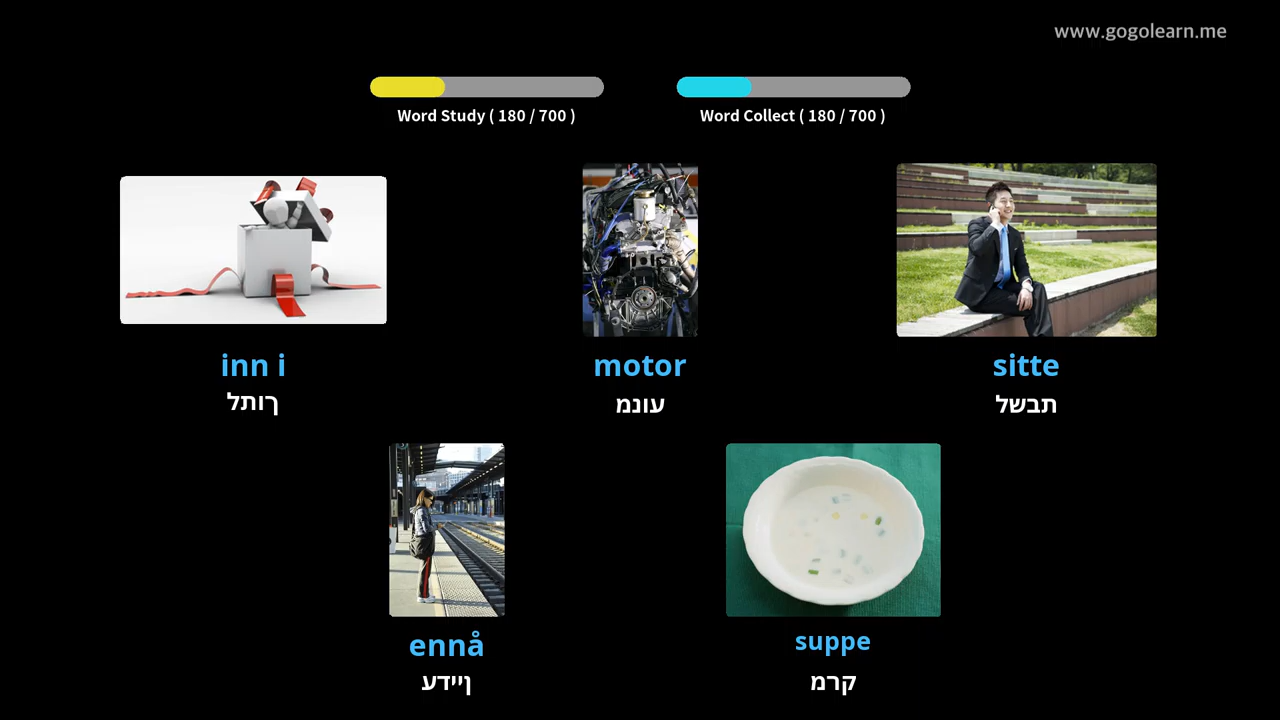 www.gogolearn.me
Word Study ( 180 / 700 )
Word Collect ( 180 / 700 )
inn i
ךותל
motor
עונמ
sitte
תבשל
ennå
ןיידע
suppe
קרמ